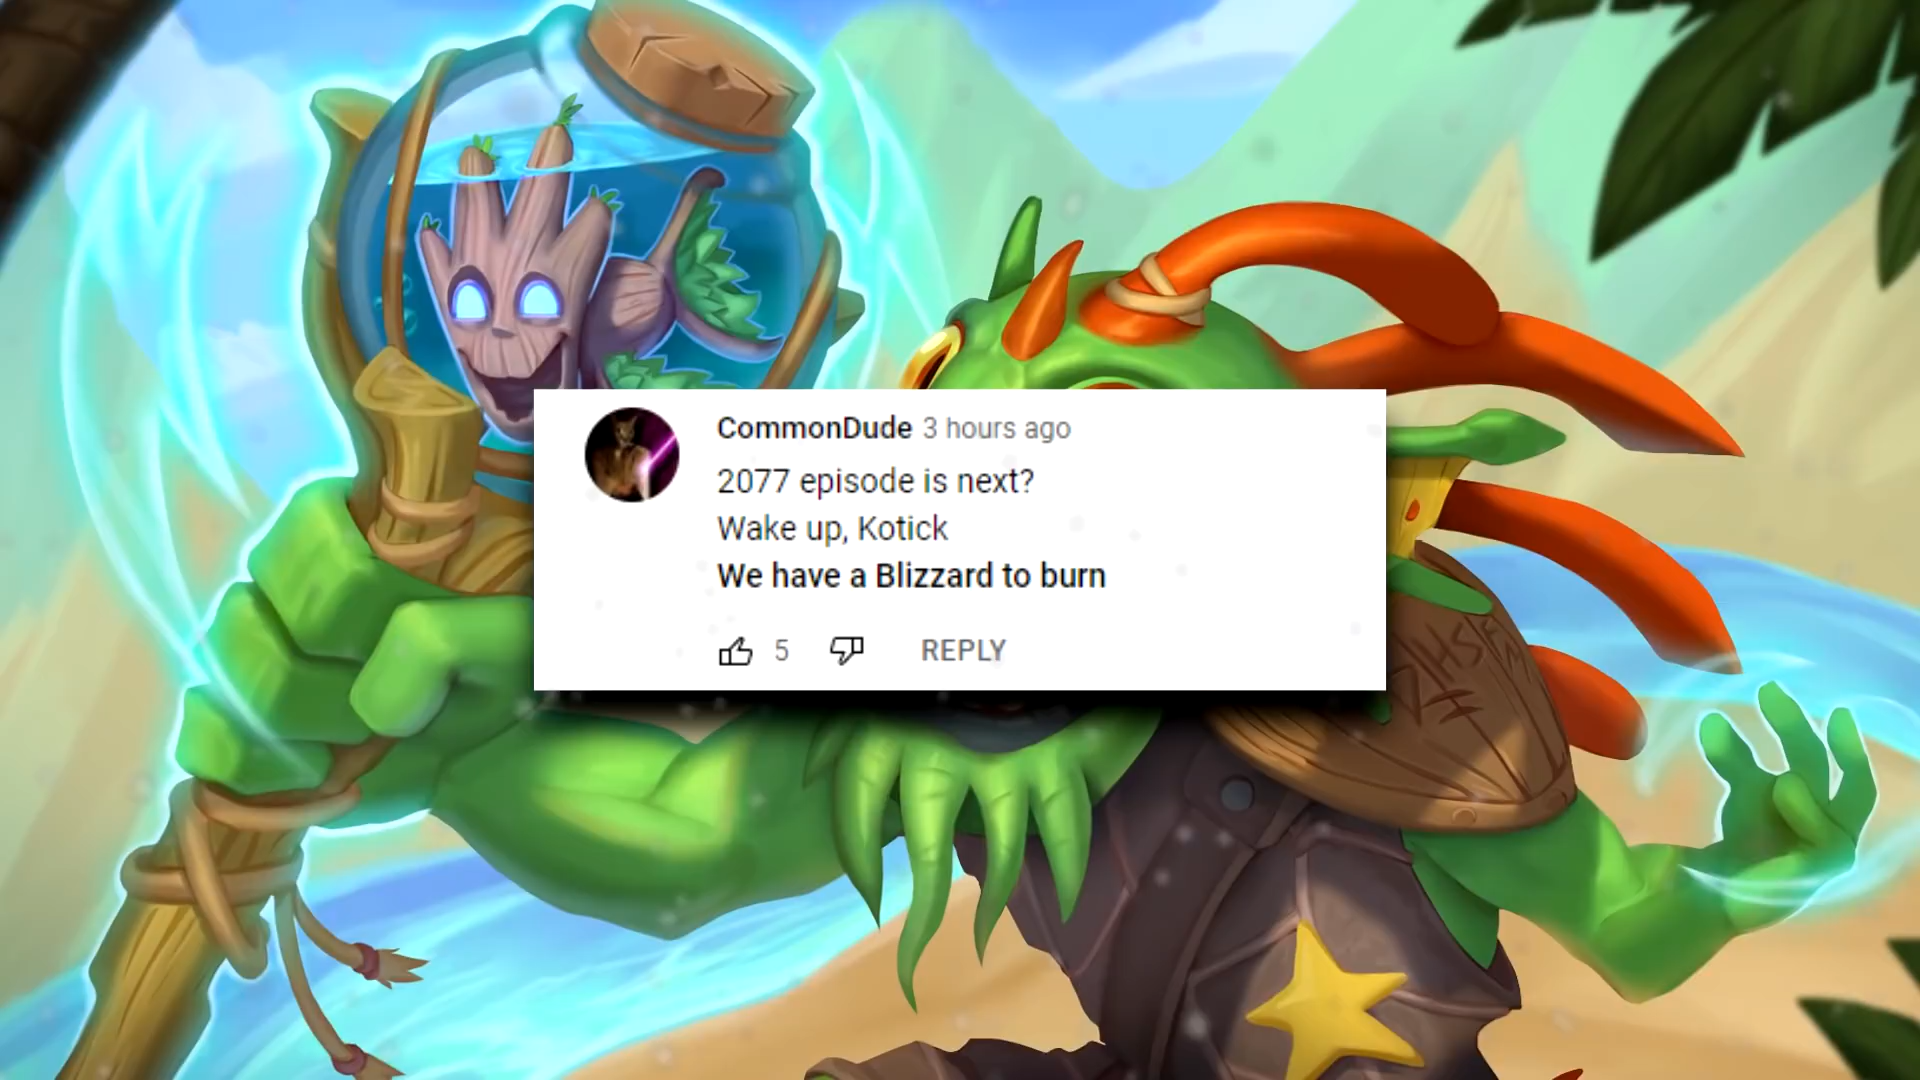 CommonDude 3 hours ago
2077 episode is next?
Wake up, Kotick
We have a Blizzard to burn
5 REPLY